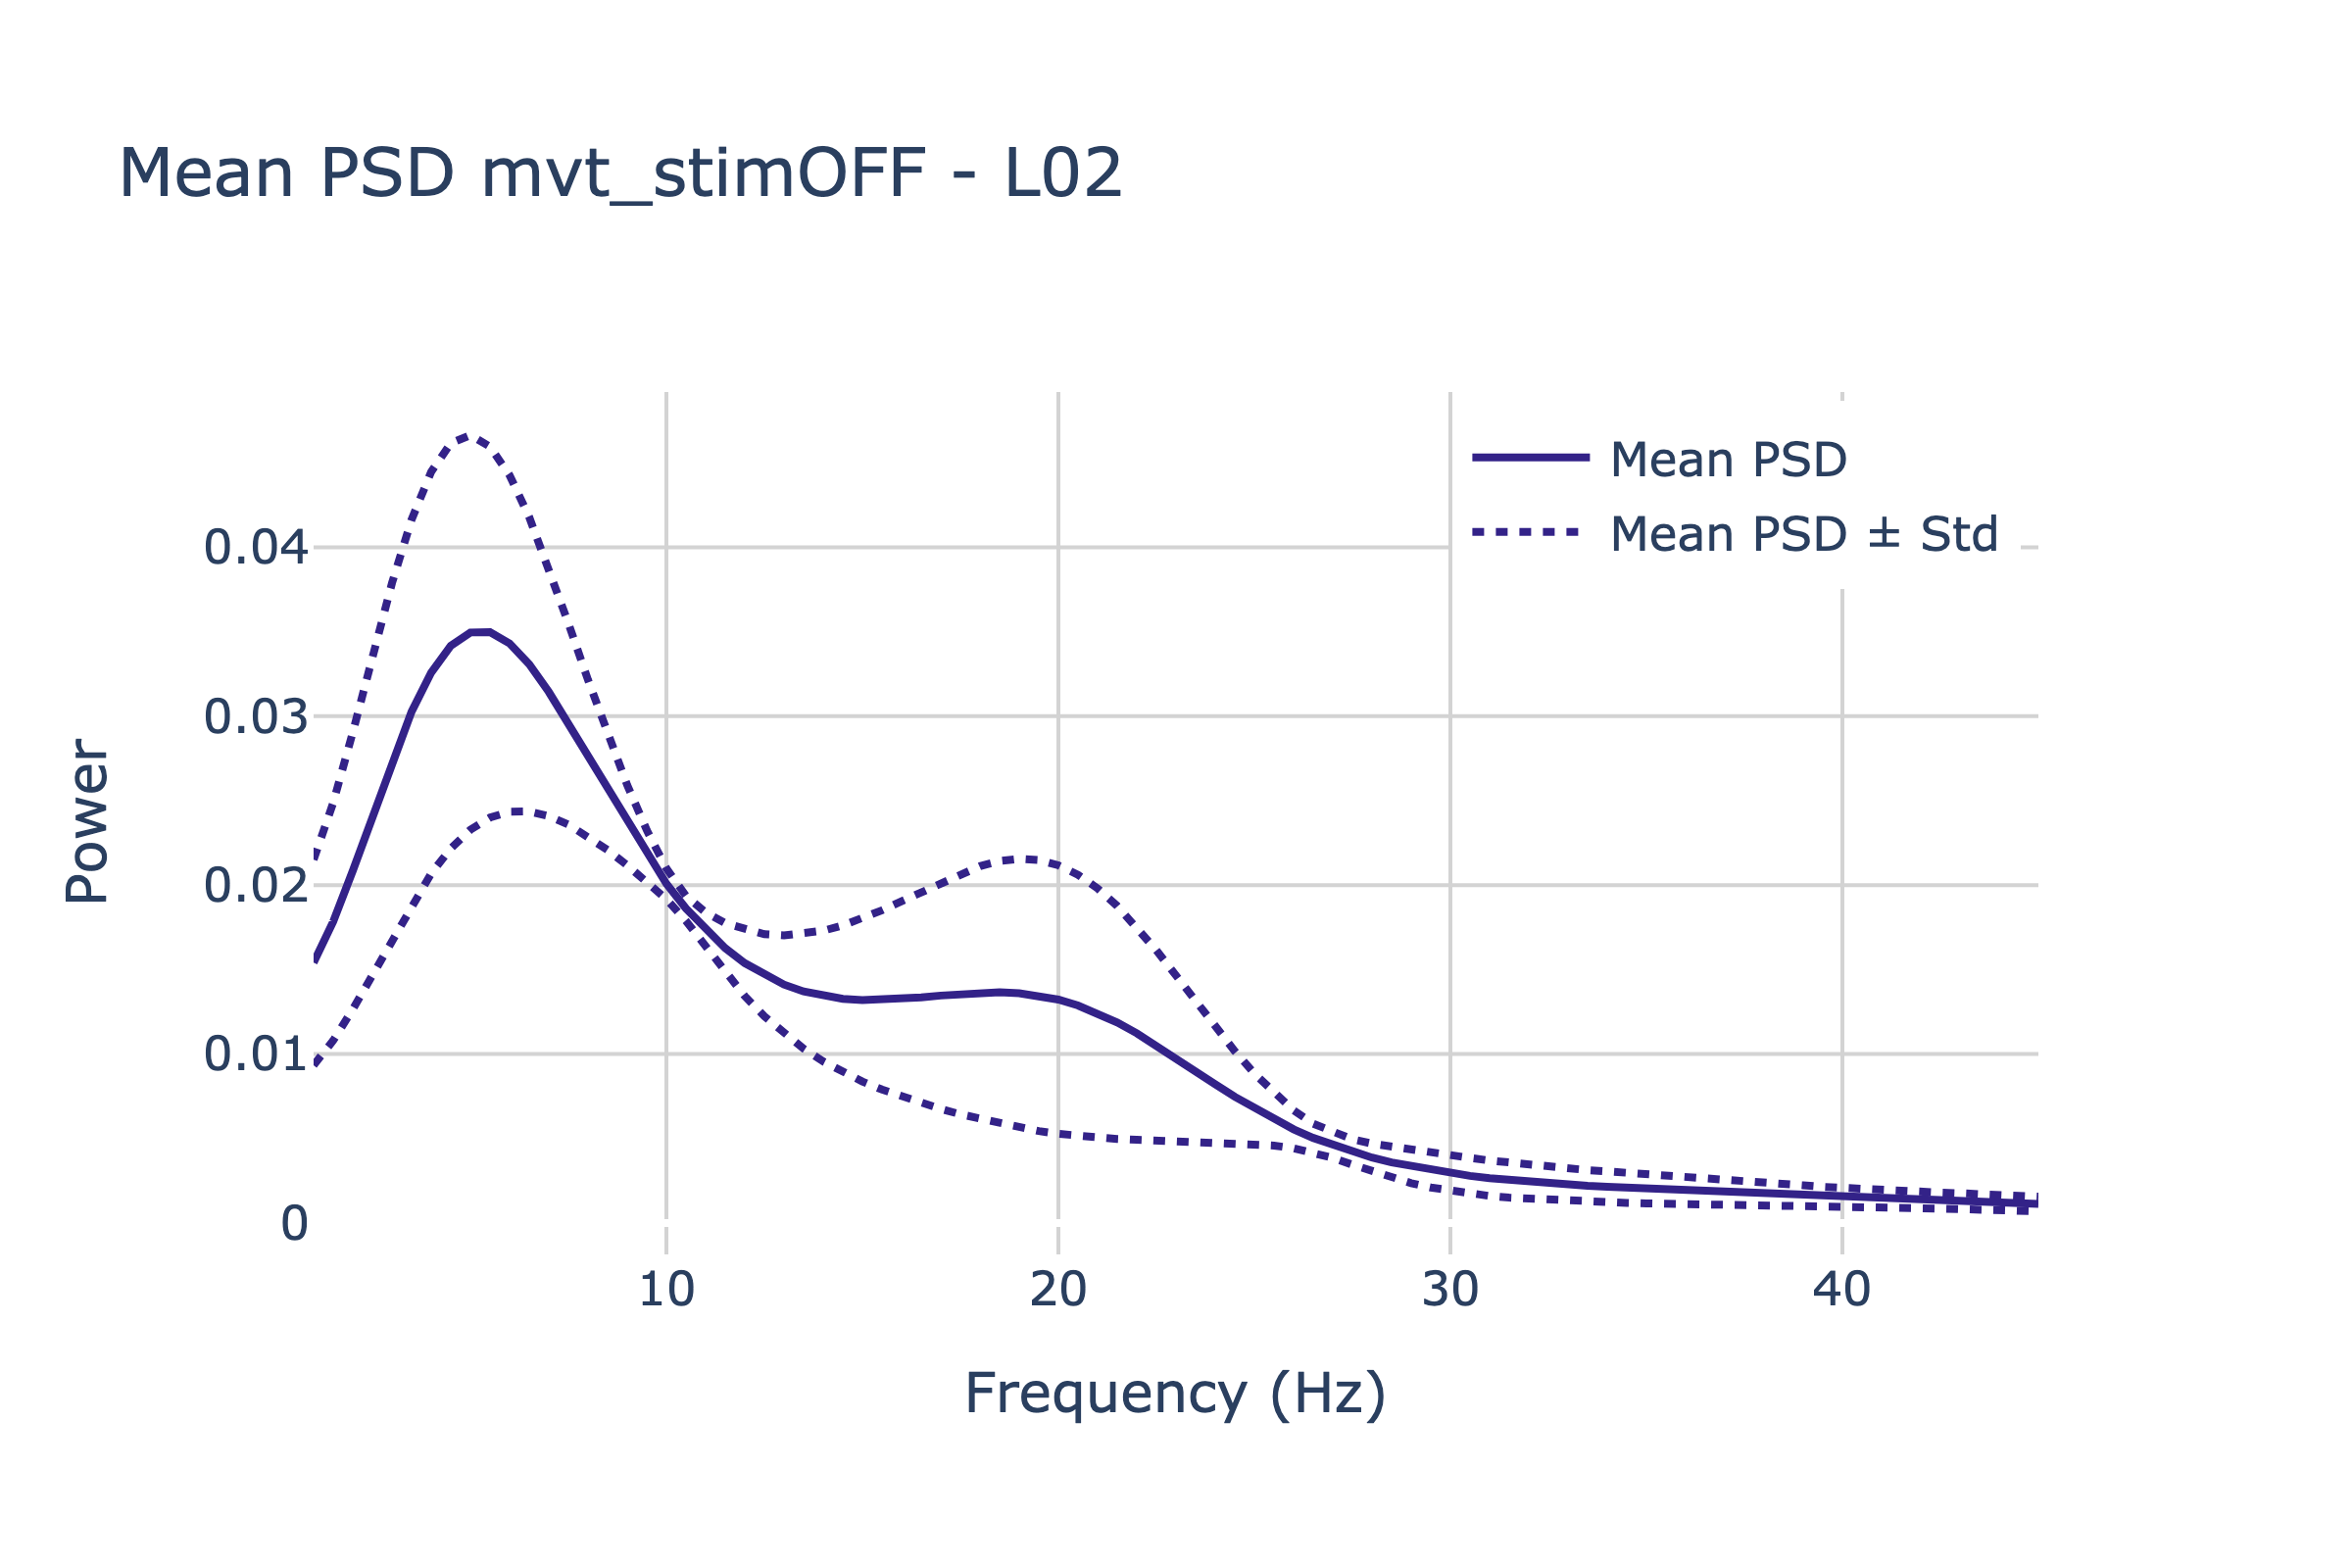 Mean PSD mvt_stimOFF - L02
Mean PSD
Mean PSD ± Std
0.04
0.03
0.02
0.01
0
Power
10 20 30 40
Frequency (Hz)